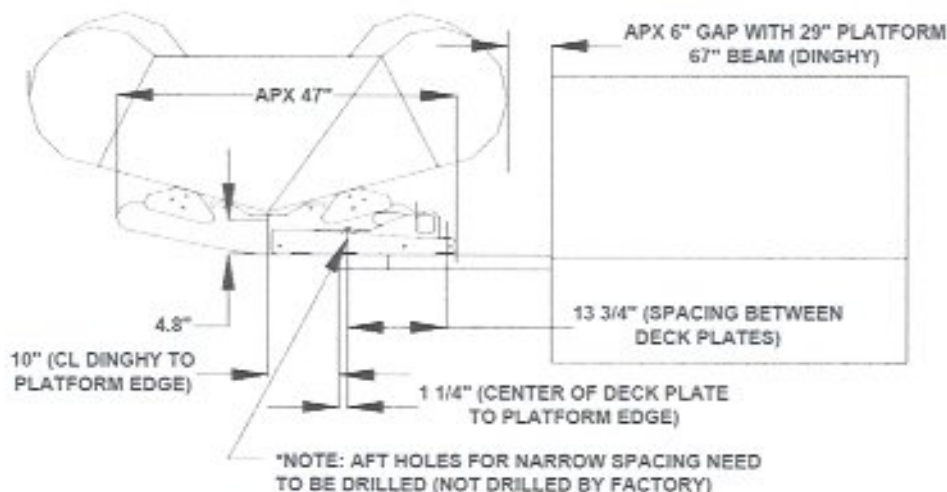 APX 6" GAP WITH 29" PLATFORM
67" BEAM (DINGHY)
APX 47"
4.8"
13 3/4" (SPACING BETWEEN
DECK PLATES)
10" (CL DINGHY TO
PLATFORM EDGE)
1 1/4" (CENTER OF DECK PLATE
TO PLATFORM EDGE)
*NOTE: AFT HOLES FOR NARROW SPACING NEED
TO BE DRILLED (NOT DRILLED BY FACTORY)